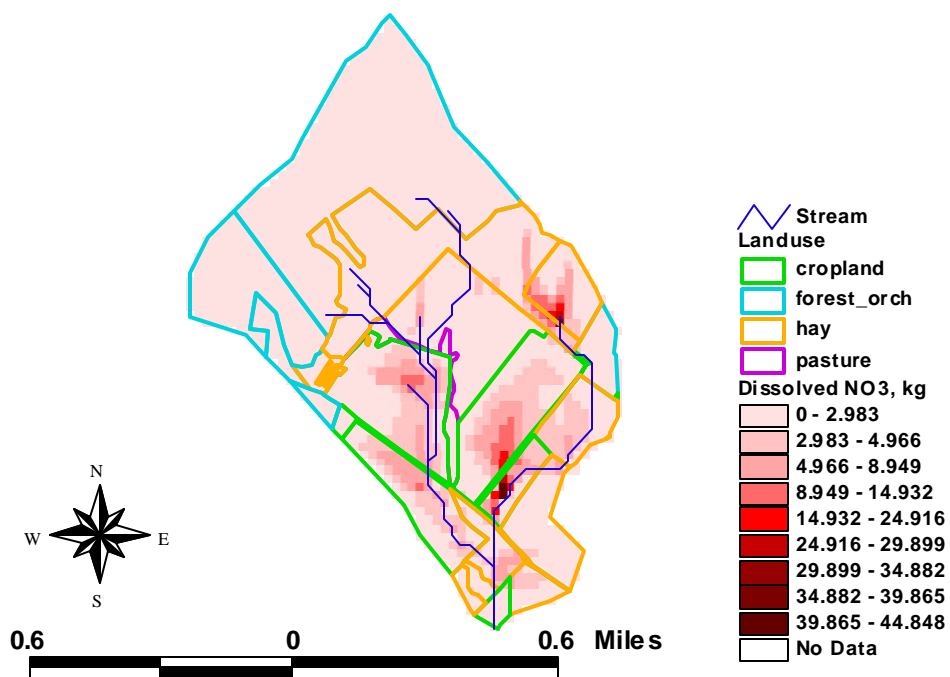 Stream
Landuse
cropland
forest_orch
hay
pasture
Dissolved NO3, kg
0 - 2.983
2.983 - 4.966
4.966 - 8.949
8.949 - 14.932
14.932 - 24.916
24.916 - 29.899
29.899 - 34.882
34.882 - 39.865
39.865 - 44.848
No Data
N
W E
S
0.6 0 0.6 Miles